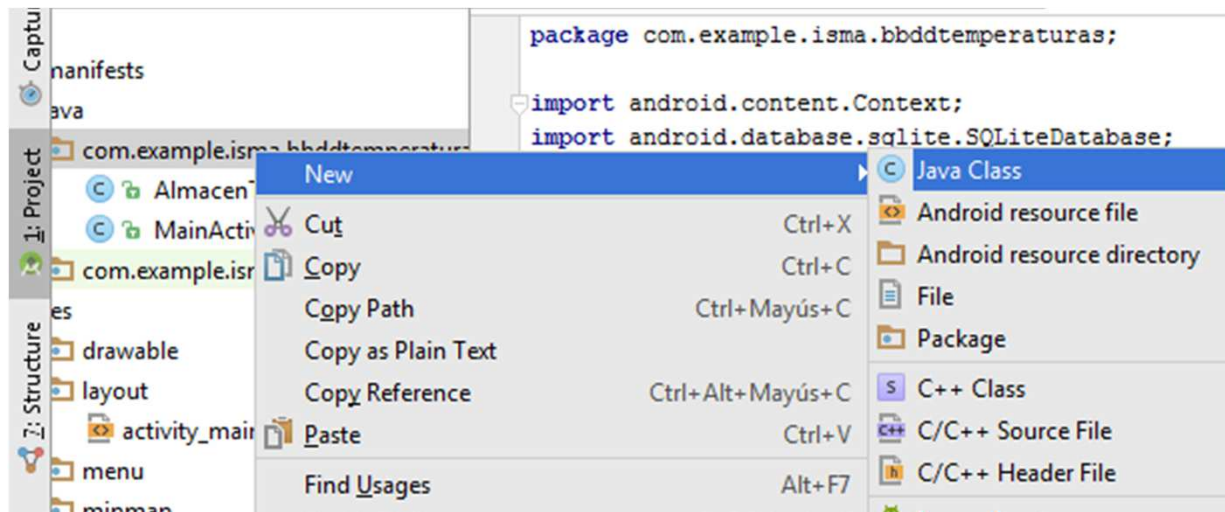 Captu
1: Project
7: Structure
manifests
ava
com.example.isma.bbddtemperatura
AlmacenT
MainActiv
com.example.isr
es
drawable
layout
activity_mair
menu
minman
package com.example.isma.bbddtemperaturas;
import android.content.Context;
import android.database.sqlite.SQLiteDatabase;
New
Cut Ctrl+X
Copy Ctrl+C
Copy Path Ctrl+Mayús+C
Copy as Plain Text
Copy Reference Ctrl+Alt+Mayús+C
Paste Ctrl+V
Find Usages Alt+F7
Java Class
Android resource file
Android resource directory
File
Package
C++ Class
C/C++ Source File
C/C++ Header File